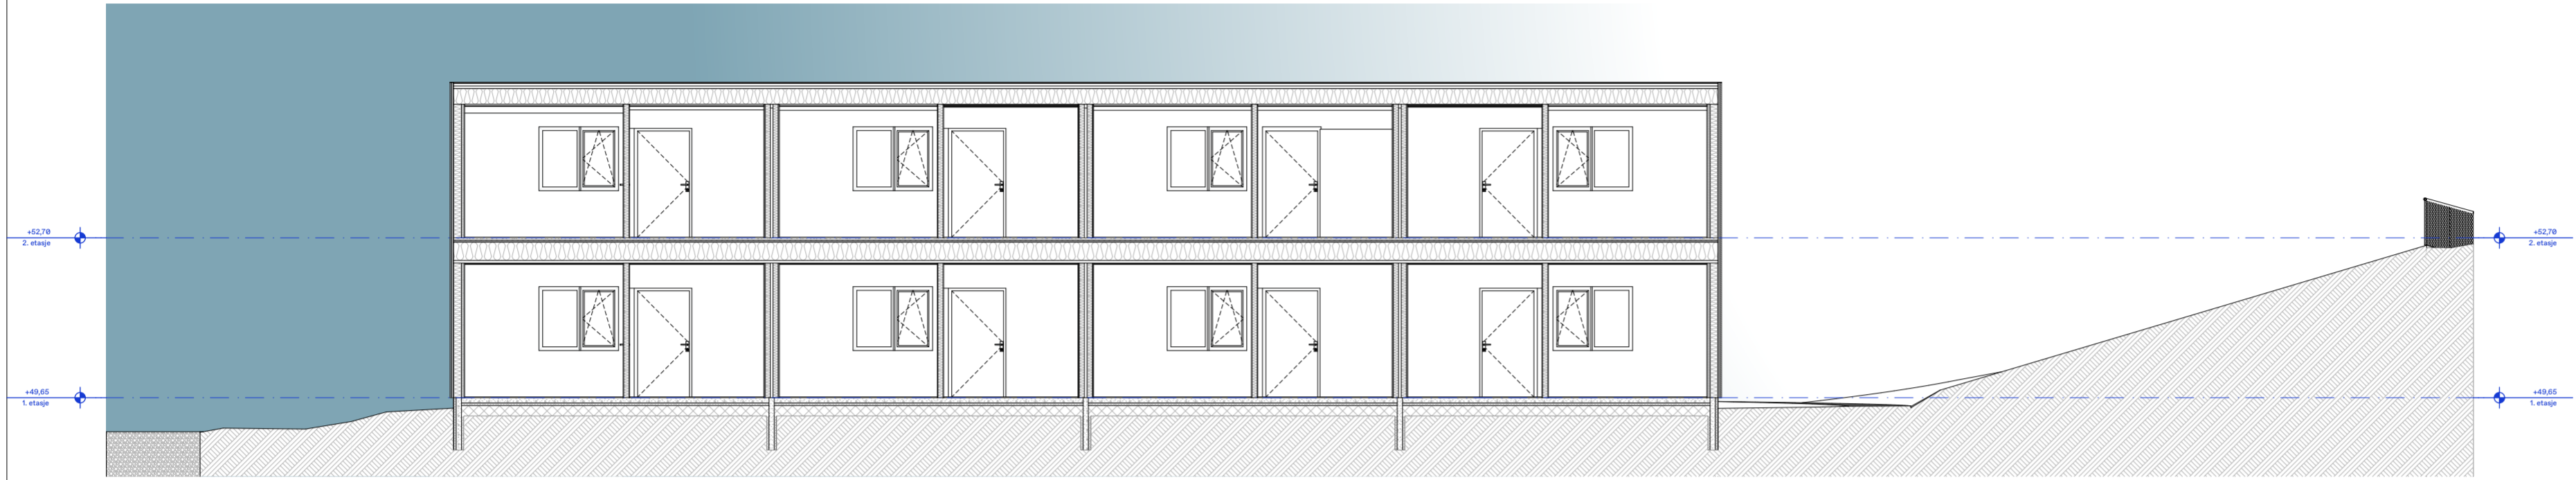 +52,70
2. etasje
+52,70
2. etasje
+49,65
1. etasje
+49,65
1. etasje